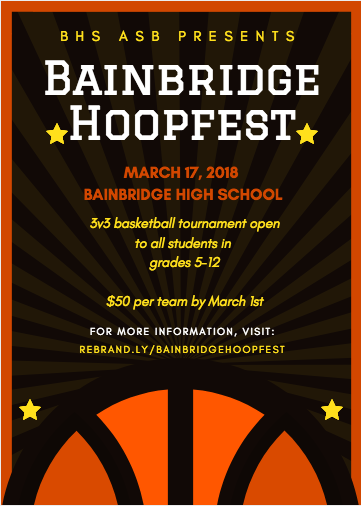 BHS ASB PRESENTS
BAINBRIDGE
HOOPFEST
MARCH 17, 2018
BAINBRIDGE HIGH SCHOOL
3v3 basketball tournament open
to all students in
grades 5-12
$50 per team by March 1st
FOR MORE INFORMATION, VISIT:
REBRAND.LY/BAINBRIDGEHOOPFEST